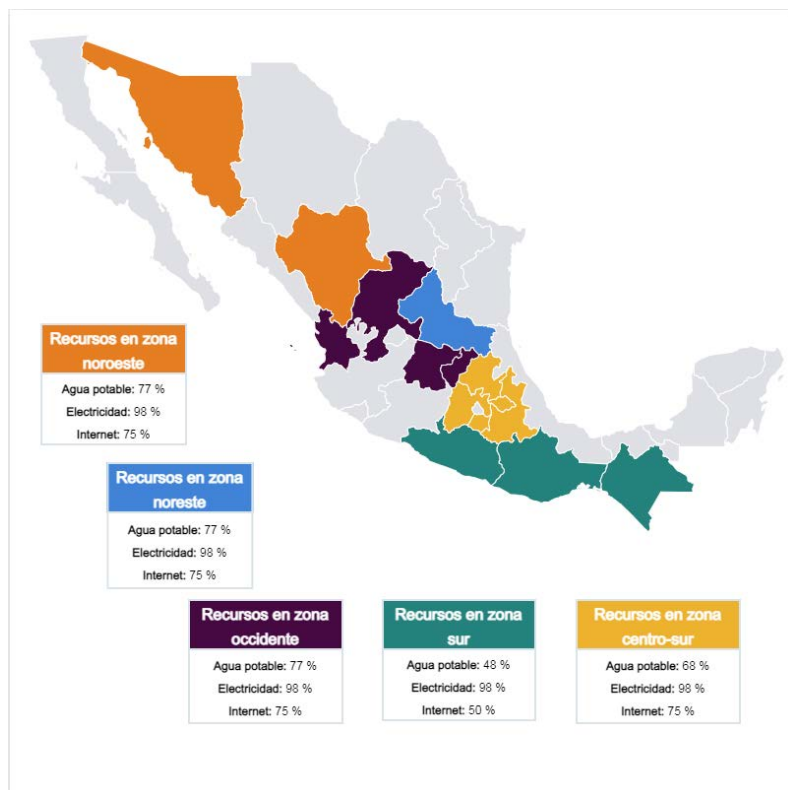 Recursos en zona
noroeste
Agua potable: 77 %
Electricidad: 98 %
Internet: 75 %
Recursos en zona
noreste
Agua potable: 77 %
Electricidad: 98 %
Internet: 75 %
Recursos en zona
occidente
Agua potable: 77 %
Electricidad: 98 %
Internet: 75 %
Recursos en zona
sur
Agua potable: 48 %
Electricidad: 98 %
Internet: 50 %
Recursos en zona
centro-sur
Agua potable: 68 %
Electricidad: 98 %
Internet: 75 %